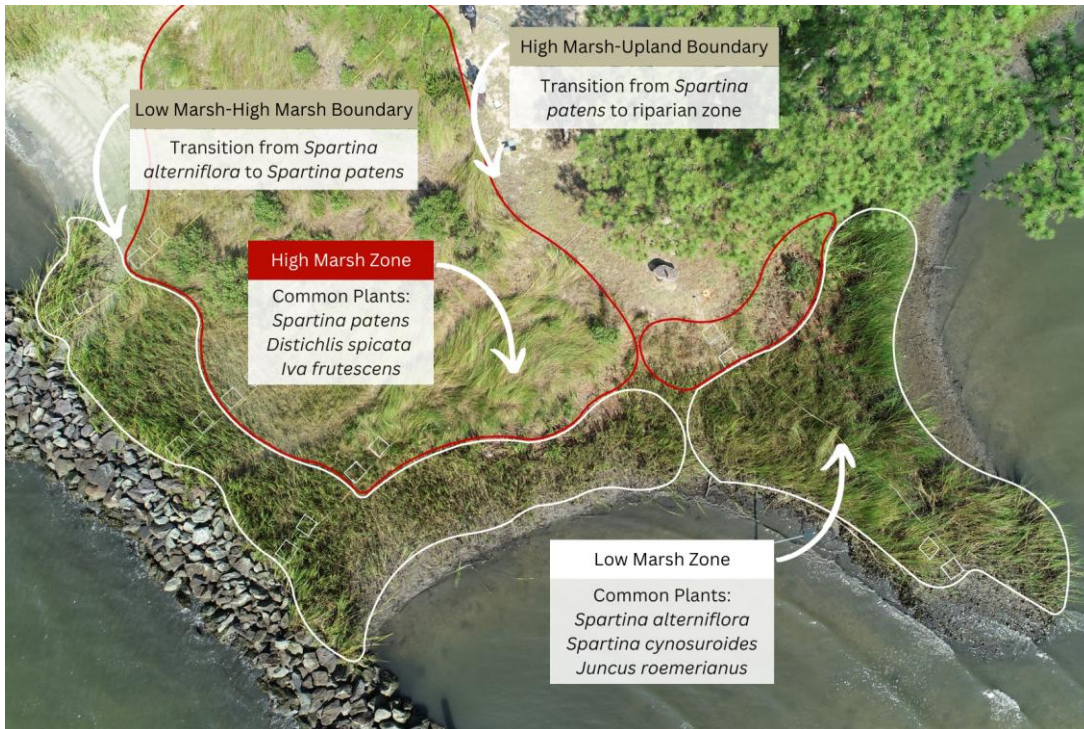 High Marsh-Upland Boundary
Transition from Spartina
patens to riparian zone
Low Marsh-High Marsh Boundary
Transition from Spartina
alterniflora to Spartina patens
High Marsh Zone
Common Plants:
Spartina patens
Distichlis spicata
Iva frutescens
Low Marsh Zone
Common Plants:
Spartina alterniflora
Spartina cynosuroides
Juncus roemerianus